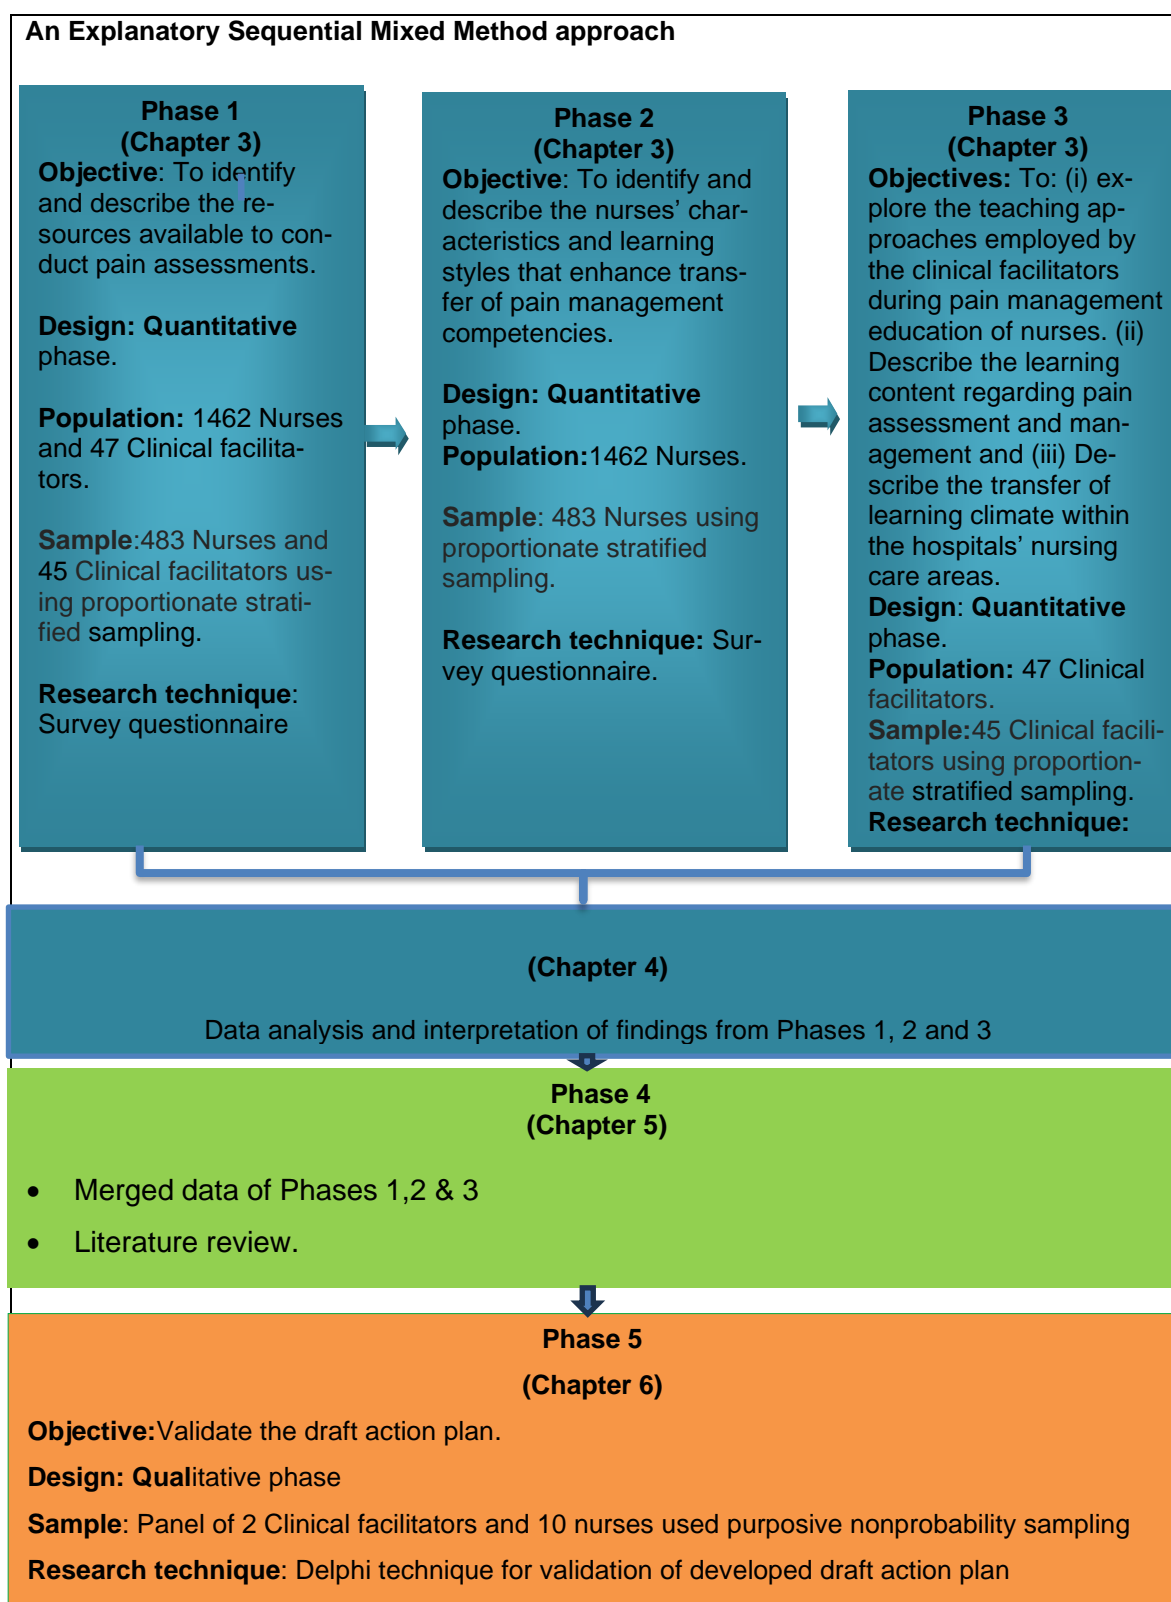 An Explanatory Sequential Mixed Method approach
Phase 1
(Chapter 3)
Objective: To identify
and describe the re-
sources available to con-
duct pain assessments.
Design: Quantitative
phase.
Population: 1462 Nurses
and 47 Clinical facilita-
tors.
Sample:483 Nurses and
45 Clinical facilitators us-
ing proportionate strati-
fied sampling.
Research technique:
Survey questionnaire
Phase 2
(Chapter 3)
Objective: To identify and
describe the nurses’ char-
acteristics and learning
styles that enhance trans-
fer of pain management
competencies.
Design: Quantitative
phase.
Population:1462 Nurses.
Sample: 483 Nurses using
proportionate stratified
sampling.
Research technique: Sur-
vey questionnaire.
Phase 3
(Chapter 3)
Objectives: To: (i) ex-
plore the teaching ap-
proaches employed by
the clinical facilitators
during pain management
education of nurses. (ii)
Describe the learning
content regarding pain
assessment and man-
agement and (iii) De-
scribe the transfer of
learning climate within
the hospitals’ nursing
care areas.
Design: Quantitative
phase.
Population: 47 Clinical
facilitators.
Sample:45 Clinical facili-
tators using proportion-
ate stratified sampling.
Research technique:
(Chapter 4)
Data analysis and interpretation of findings from Phases 1, 2 and 3
Phase 4
(Chapter 5)
• Merged data of Phases 1,2 & 3
• Literature review.
Phase 5
(Chapter 6)
Objective:Validate the draft action plan.
Design: Qualitative phase
Sample: Panel of 2 Clinical facilitators and 10 nurses used purposive nonprobability sampling
Research technique: Delphi technique for validation of developed draft action plan